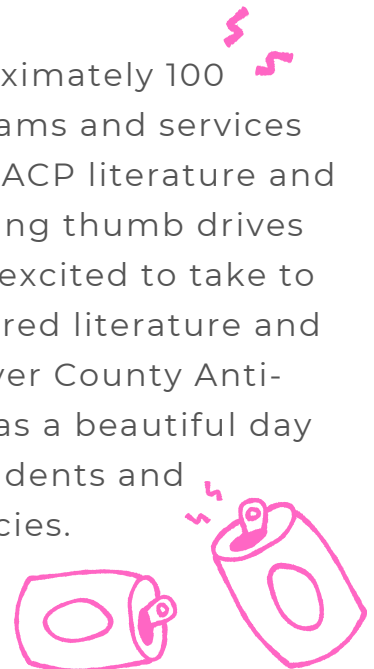 ximately 100
ams and services
ACP literature and
ng thumb drives
excited to take to
red literature and
ver County Anti-
as a beautiful day
dents and
cies.